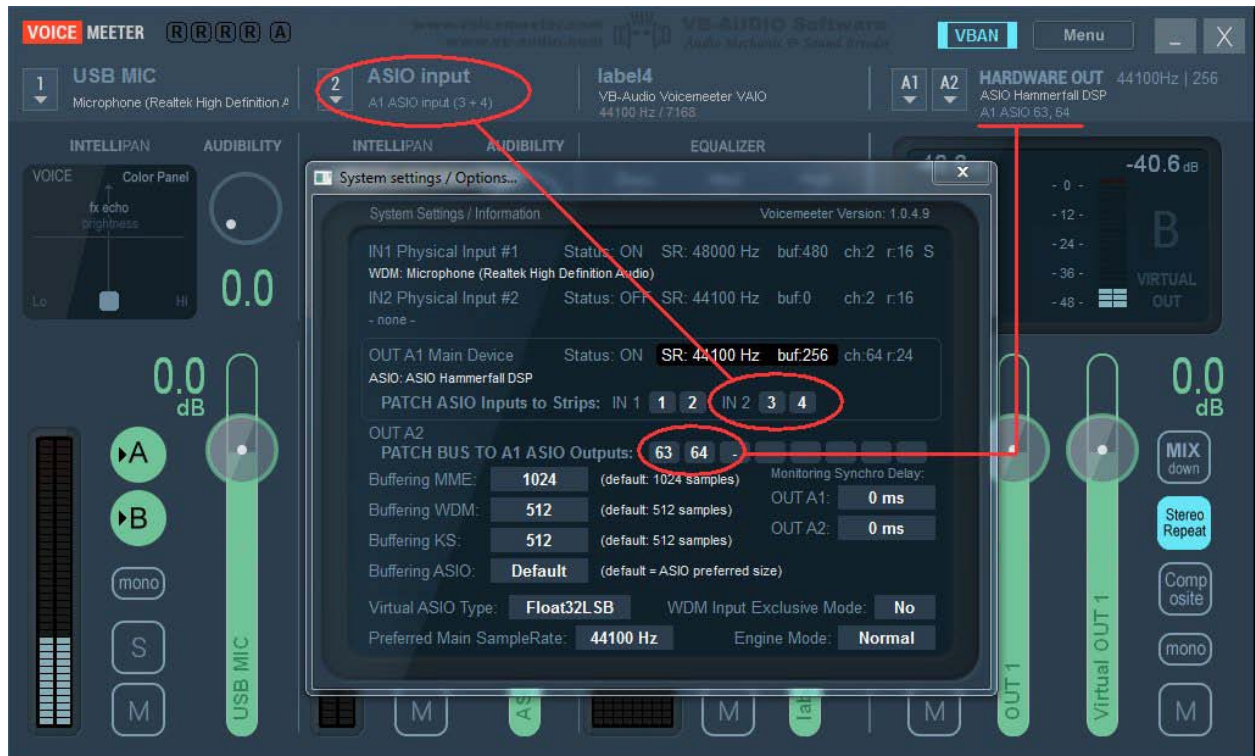 VOICE MEETER R R R R A
VB-AUDIO Software
Audio Mechanic & Sound Breeder
VBAN
Menu
_ X
1 USB MIC
Microphone (Realtek High Definition A
2 ASIO input
A1 ASIO input (3 + 4)
label4
VB-Audio Voicemeeter VAIO
44100 Hz / 7168
A1 A2
HARDWARE OUT 44100Hz | 256
ASIO Hammerfall DSP
A1 ASIO 63, 64
INTELLIPAN AUDIBILITY
INTELLIPAN AUDIBILITY
EQUALIZER
VOICE Color Panel
fx echo
brightness
Lo Hi
0.0
-40.6 dB
- 0 -
- 12 -
- 24 -
- 36 -
- 48 -
B
VIRTUAL
OUT
System settings / Options...
x
System Settings / Information Voicemeeter Version: 1.0.4.9
IN1 Physical Input #1 Status: ON SR: 48000 Hz buf:480 ch:2 r:16 S
WDM: Microphone (Realtek High Definition Audio)
IN2 Physical Input #2 Status: OFF SR: 44100 Hz buf:0 ch:2 r:16
- none -
OUT A1 Main Device Status: ON SR: 44100 Hz buf:256 ch:64 r:24
ASIO: ASIO Hammerfall DSP
PATCH ASIO Inputs to Strips: IN 1 1 2 IN 2 3 4
OUT A2
PATCH BUS TO A1 ASIO Outputs: 63 64 -
Buffering MME: 1024 (default: 1024 samples)
Monitoring Synchro Delay:
Buffering WDM: 512 (default: 512 samples)
OUT A1: 0 ms
Buffering KS: 512 (default: 512 samples)
OUT A2: 0 ms
Buffering ASIO: Default (default = ASIO preferred size)
Virtual ASIO Type: Float32LSB WDM Input Exclusive Mode: No
Preferred Main SampleRate: 44100 Hz Engine Mode: Normal
0.0
dB
A
B
mono
S
M
USB MIC
M
AS
M
lab
M
OUT 1
Virtual OUT 1
0.0
dB
MIX
down
Stereo
Repeat
Comp
osite
mono
M